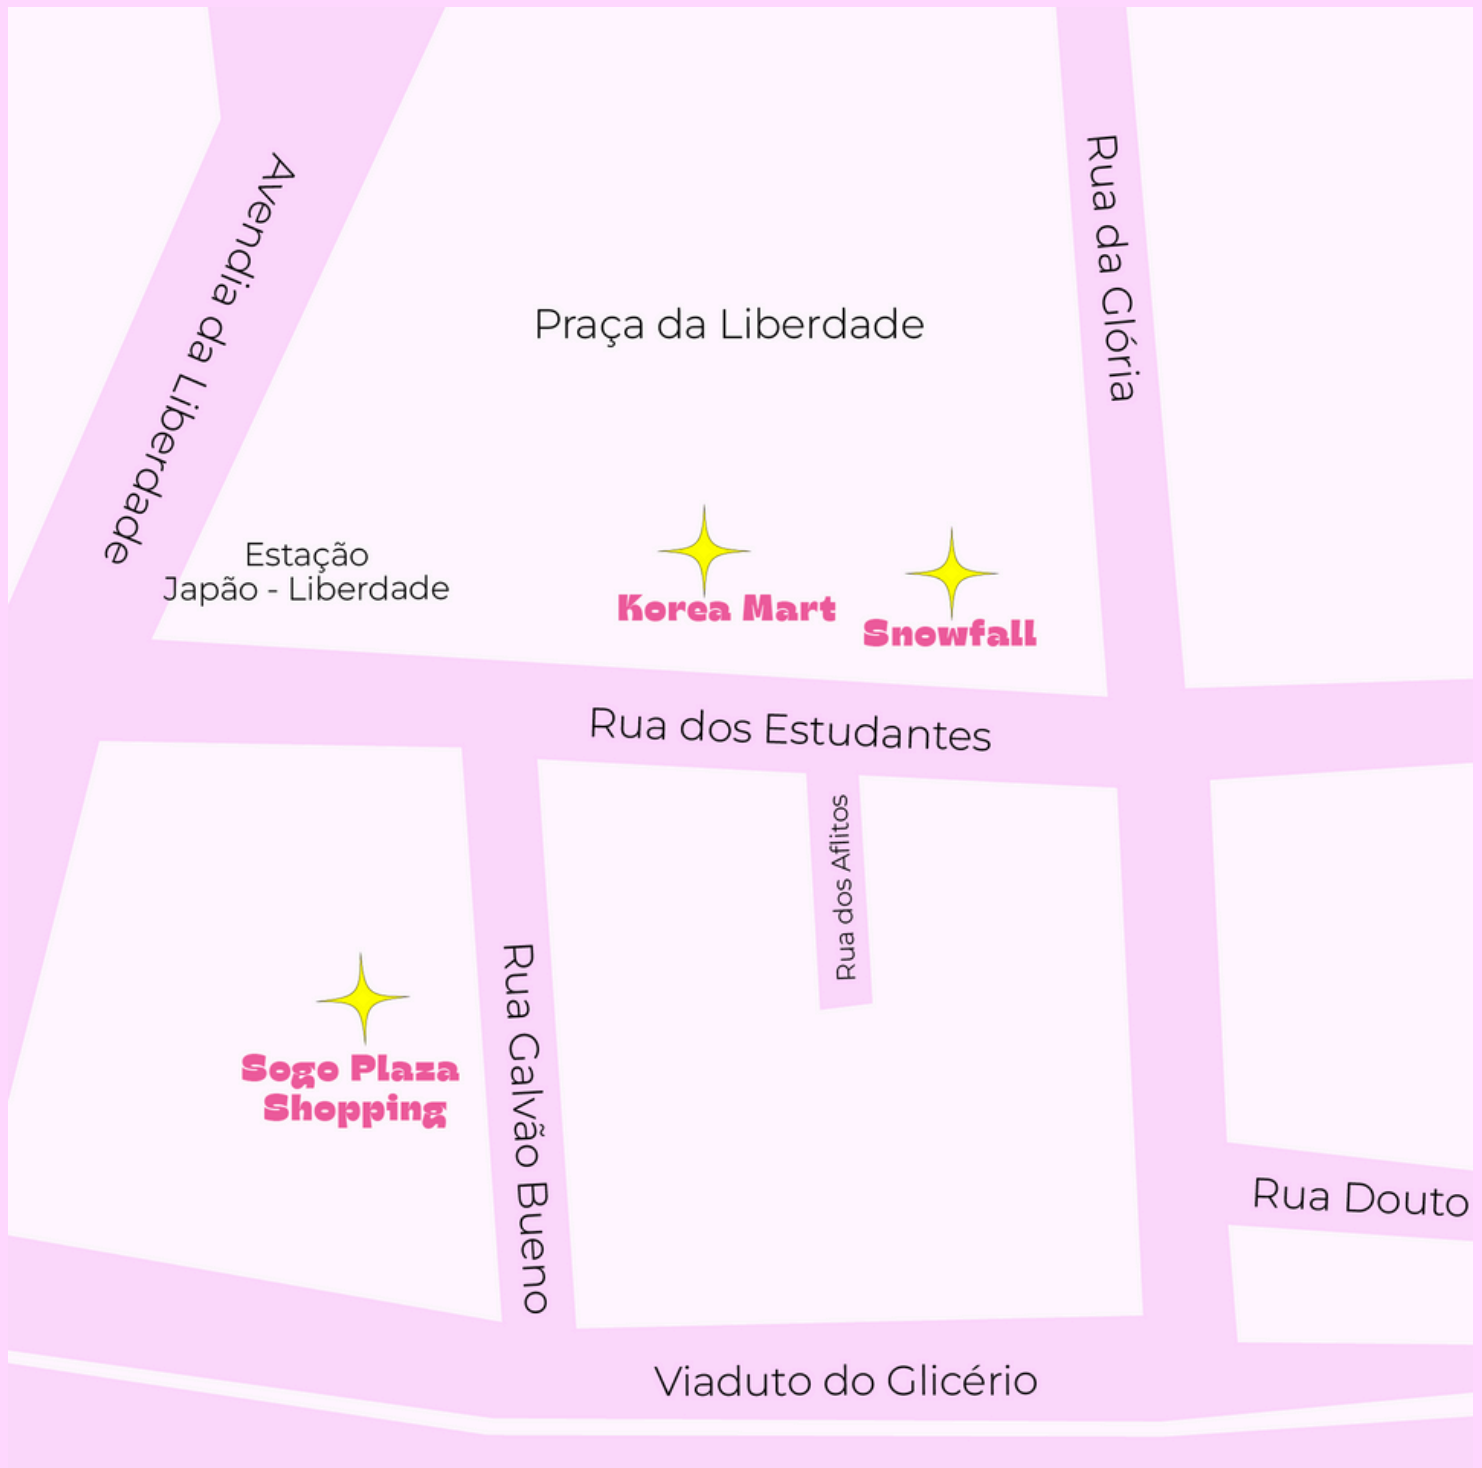 Avendia da Liberdade
Rua da Glória
Praça da Liberdade
Estação
Japão - Liberdade
Korea Mart
Snowfall
Rua dos Estudantes
Rua dos Aflitos
Rua Galvão Bueno
Sogo Plaza
Shopping
Rua Douto
Viaduto do Glicério